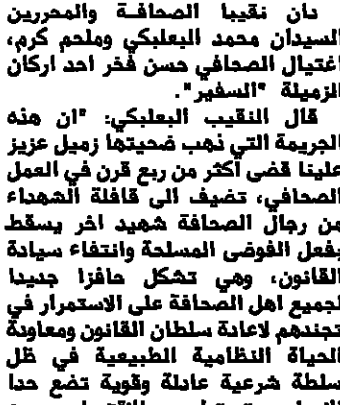 دان نقيبا الصحافة والمحررين
السيدان محمد البعلبكي وملحم كرم،
اغتيال الصحافي حسن فخر احد اركان
الزميلة "السفير".
قال النقيب البعلبكي: "ان هذه
الجريمة التي ذهب ضحيتها زميل عزيز
علينا قضى أكثر من ربع قرن في العمل
الصحافي، تضيف الى قافلة الشهداء
من رجال الصحافة شهيد اخر يسقط
بفعل الفوضى المسلحة وانتفاء سيادة
القانون، وهي تشكل حافزا جديدا
لجميع اهل الصحافة على الاستمرار في
تجندهم لاعادة سلطان القانون ومعاودة
الحياة النظامية الطبيعية في ظل
سلطة شرعية عادلة وقوية تضع حدا